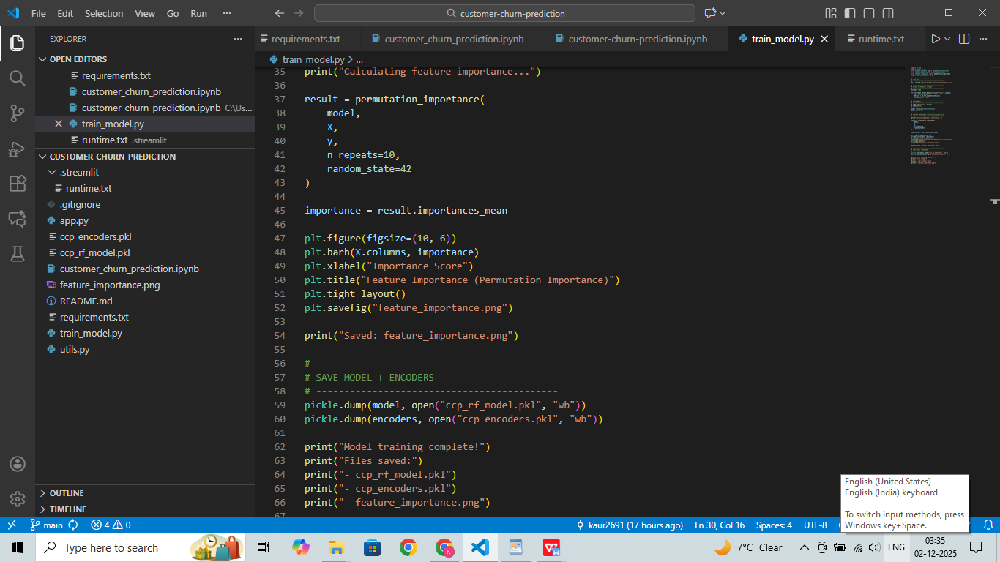 File Edit Selection View Go Run ··· customer-churn-prediction
EXPLORER ···
OPEN EDITORS
requirements.txt
customer_churn_prediction.ipynb
customer-churn-prediction.ipynb C:\Us...
train_model.py
runtime.txt .streamlit
CUSTOMER-CHURN-PREDICTION
.streamlit
runtime.txt
.gitignore
app.py
ccp_encoders.pkl
ccp_rf_model.pkl
customer_churn_prediction.ipynb
feature_importance.png
README.md
requirements.txt
train_model.py
utils.py
OUTLINE
TIMELINE
requirements.txt customer_churn_prediction.ipynb customer-churn-prediction.ipynb train_model.py runtime.txt
train_model.py > ...
35 print("Calculating feature importance...")
36
37 result = permutation_importance(
38     model,
39     X,
40     y,
41     n_repeats=10,
42     random_state=42
43 )
44
45 importance = result.importances_mean
46
47 plt.figure(figsize=(10, 6))
48 plt.barh(X.columns, importance)
49 plt.xlabel("Importance Score")
50 plt.title("Feature Importance (Permutation Importance)")
51 plt.tight_layout()
52 plt.savefig("feature_importance.png")
53
54 print("Saved: feature_importance.png")
55
56 # -------------------------------------------
57 # SAVE MODEL + ENCODERS
58 # -------------------------------------------
59 pickle.dump(model, open("ccp_rf_model.pkl", "wb"))
60 pickle.dump(encoders, open("ccp_encoders.pkl", "wb"))
61
62 print("Model training complete!")
63 print("Files saved:")
64 print("- ccp_rf_model.pkl")
65 print("- ccp_encoders.pkl")
66 print("- feature_importance.png")
67
English (United States)
English (India) keyboard
To switch input methods, press
Windows key+Space.
main 4 0 kaur2691 (17 hours ago) Ln 30, Col 16 Spaces: 4 UTF-8
Type here to search 7°C Clear ENG 03:35
02-12-2025